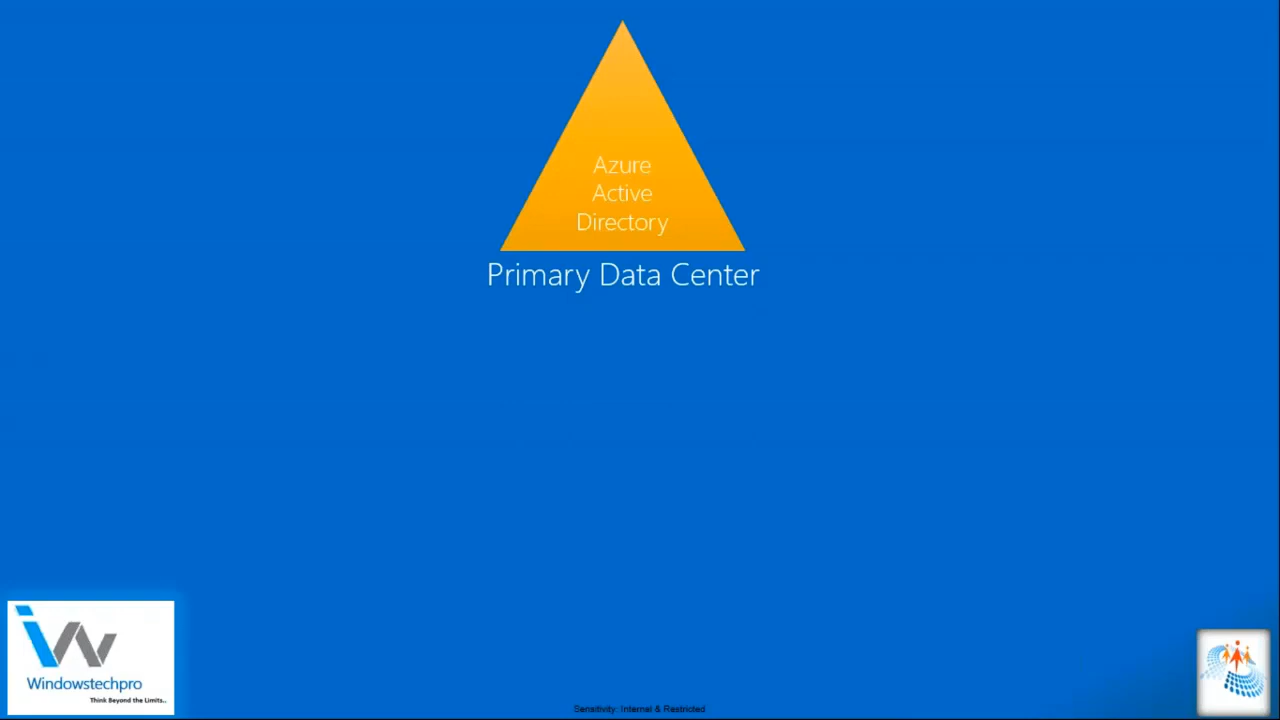 Azure
Active
Directory
Primary Data Center
Windowstechpro
Think Beyond the Limits..
Sensitivity: Internal & Restricted